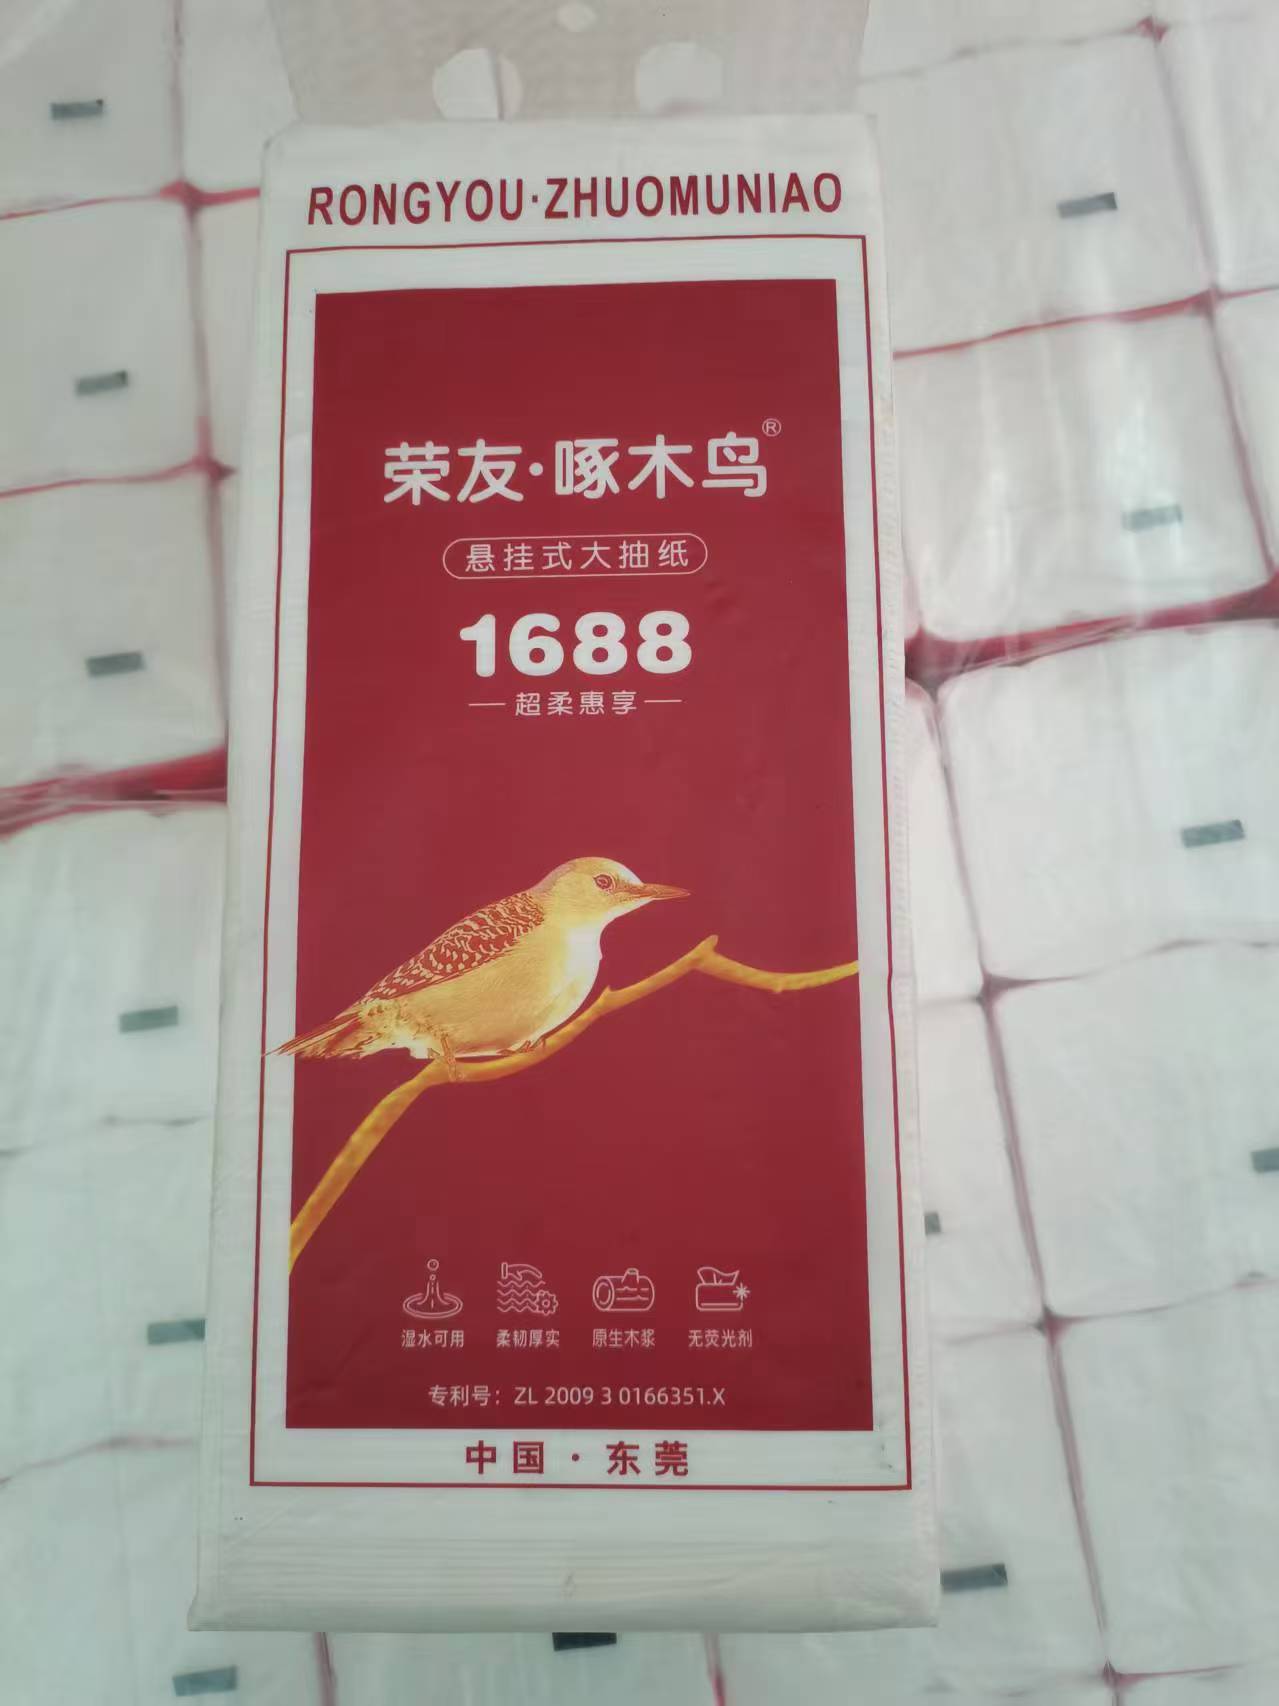 RONGYOU·ZHUOMUNIAO
荣友·啄木鸟®
悬挂式大抽纸
1688
超柔惠享
湿水可用 柔韧厚实 原生木浆 无荧光剂
专利号：ZL 2009 3 0166351.X
中国·东莞